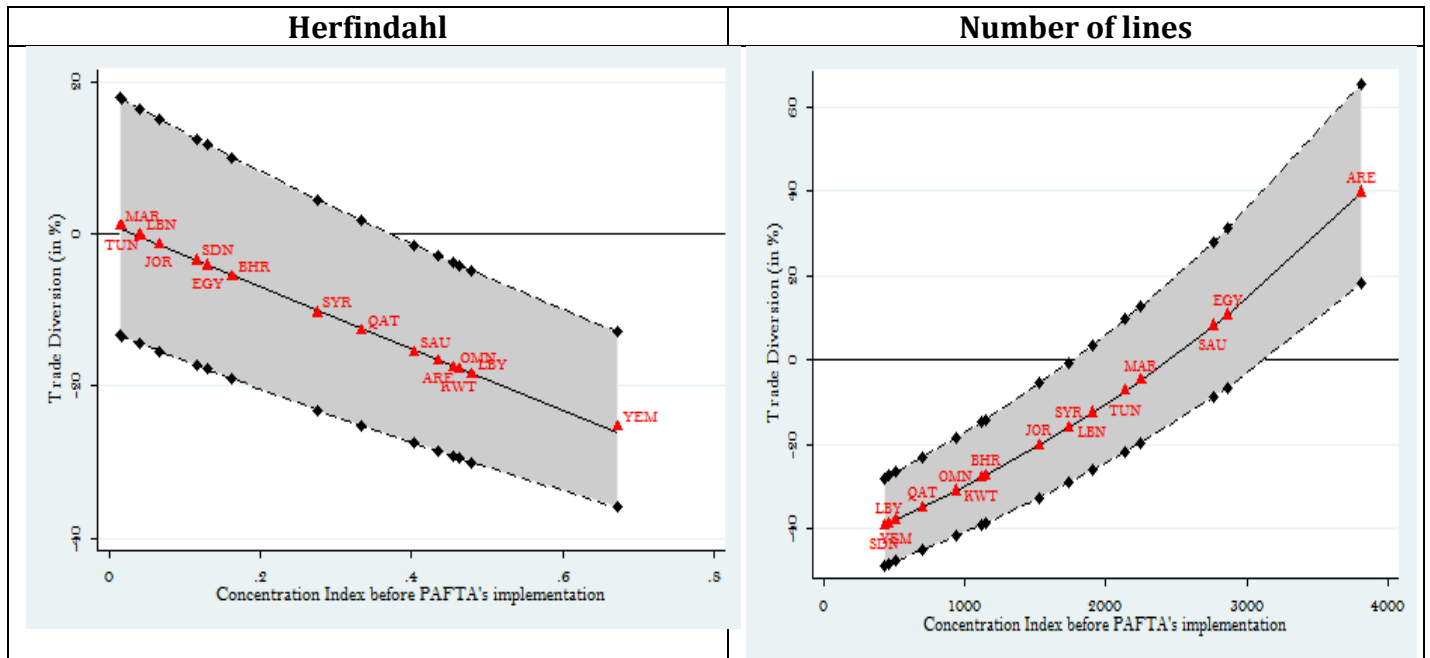 Herfindahl
Number of lines
Trade Diversion (in %)
20
0
-20
-40
MAR
LBN
TUN
JOR
SDN
EGY
BHR
SYR
QAT
SAU
OMN
LBY
ARE
KWT
YEM
0
.2
.4
.6
.8
Concentration Index before PAFTA's implementation
Trade Diversion (in %)
60
40
20
0
-20
-40
ARE
EGY
SAU
MAR
TUN
SYR
LBN
JOR
BHR
OMN
KWT
QAT
LBY
YEM
SDN
0
1000
2000
3000
4000
Concentration Index before PAFTA's implementation